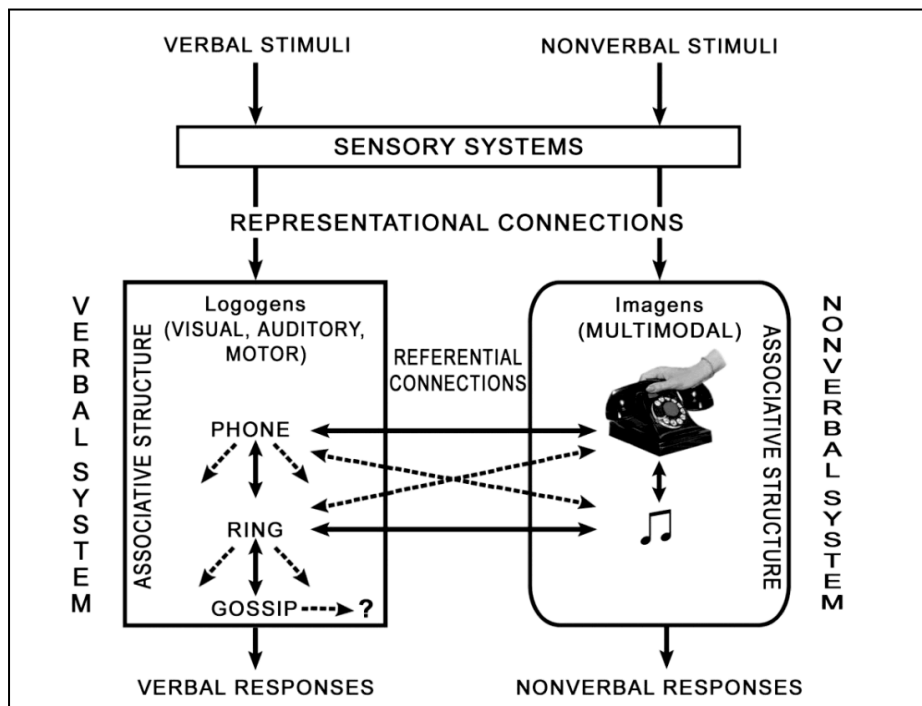 VERBAL STIMULI
NONVERBAL STIMULI
SENSORY SYSTEMS
REPRESENTATIONAL CONNECTIONS
VERBAL SYSTEM
ASSOCIATIVE STRUCTURE
Logogens
(VISUAL, AUDITORY,
MOTOR)
PHONE
RING
GOSSIP ?
REFERENTIAL
CONNECTIONS
Imagens
(MULTIMODAL)
ASSOCIATIVE STRUCTURE
NONVERBAL SYSTEM
VERBAL RESPONSES
NONVERBAL RESPONSES